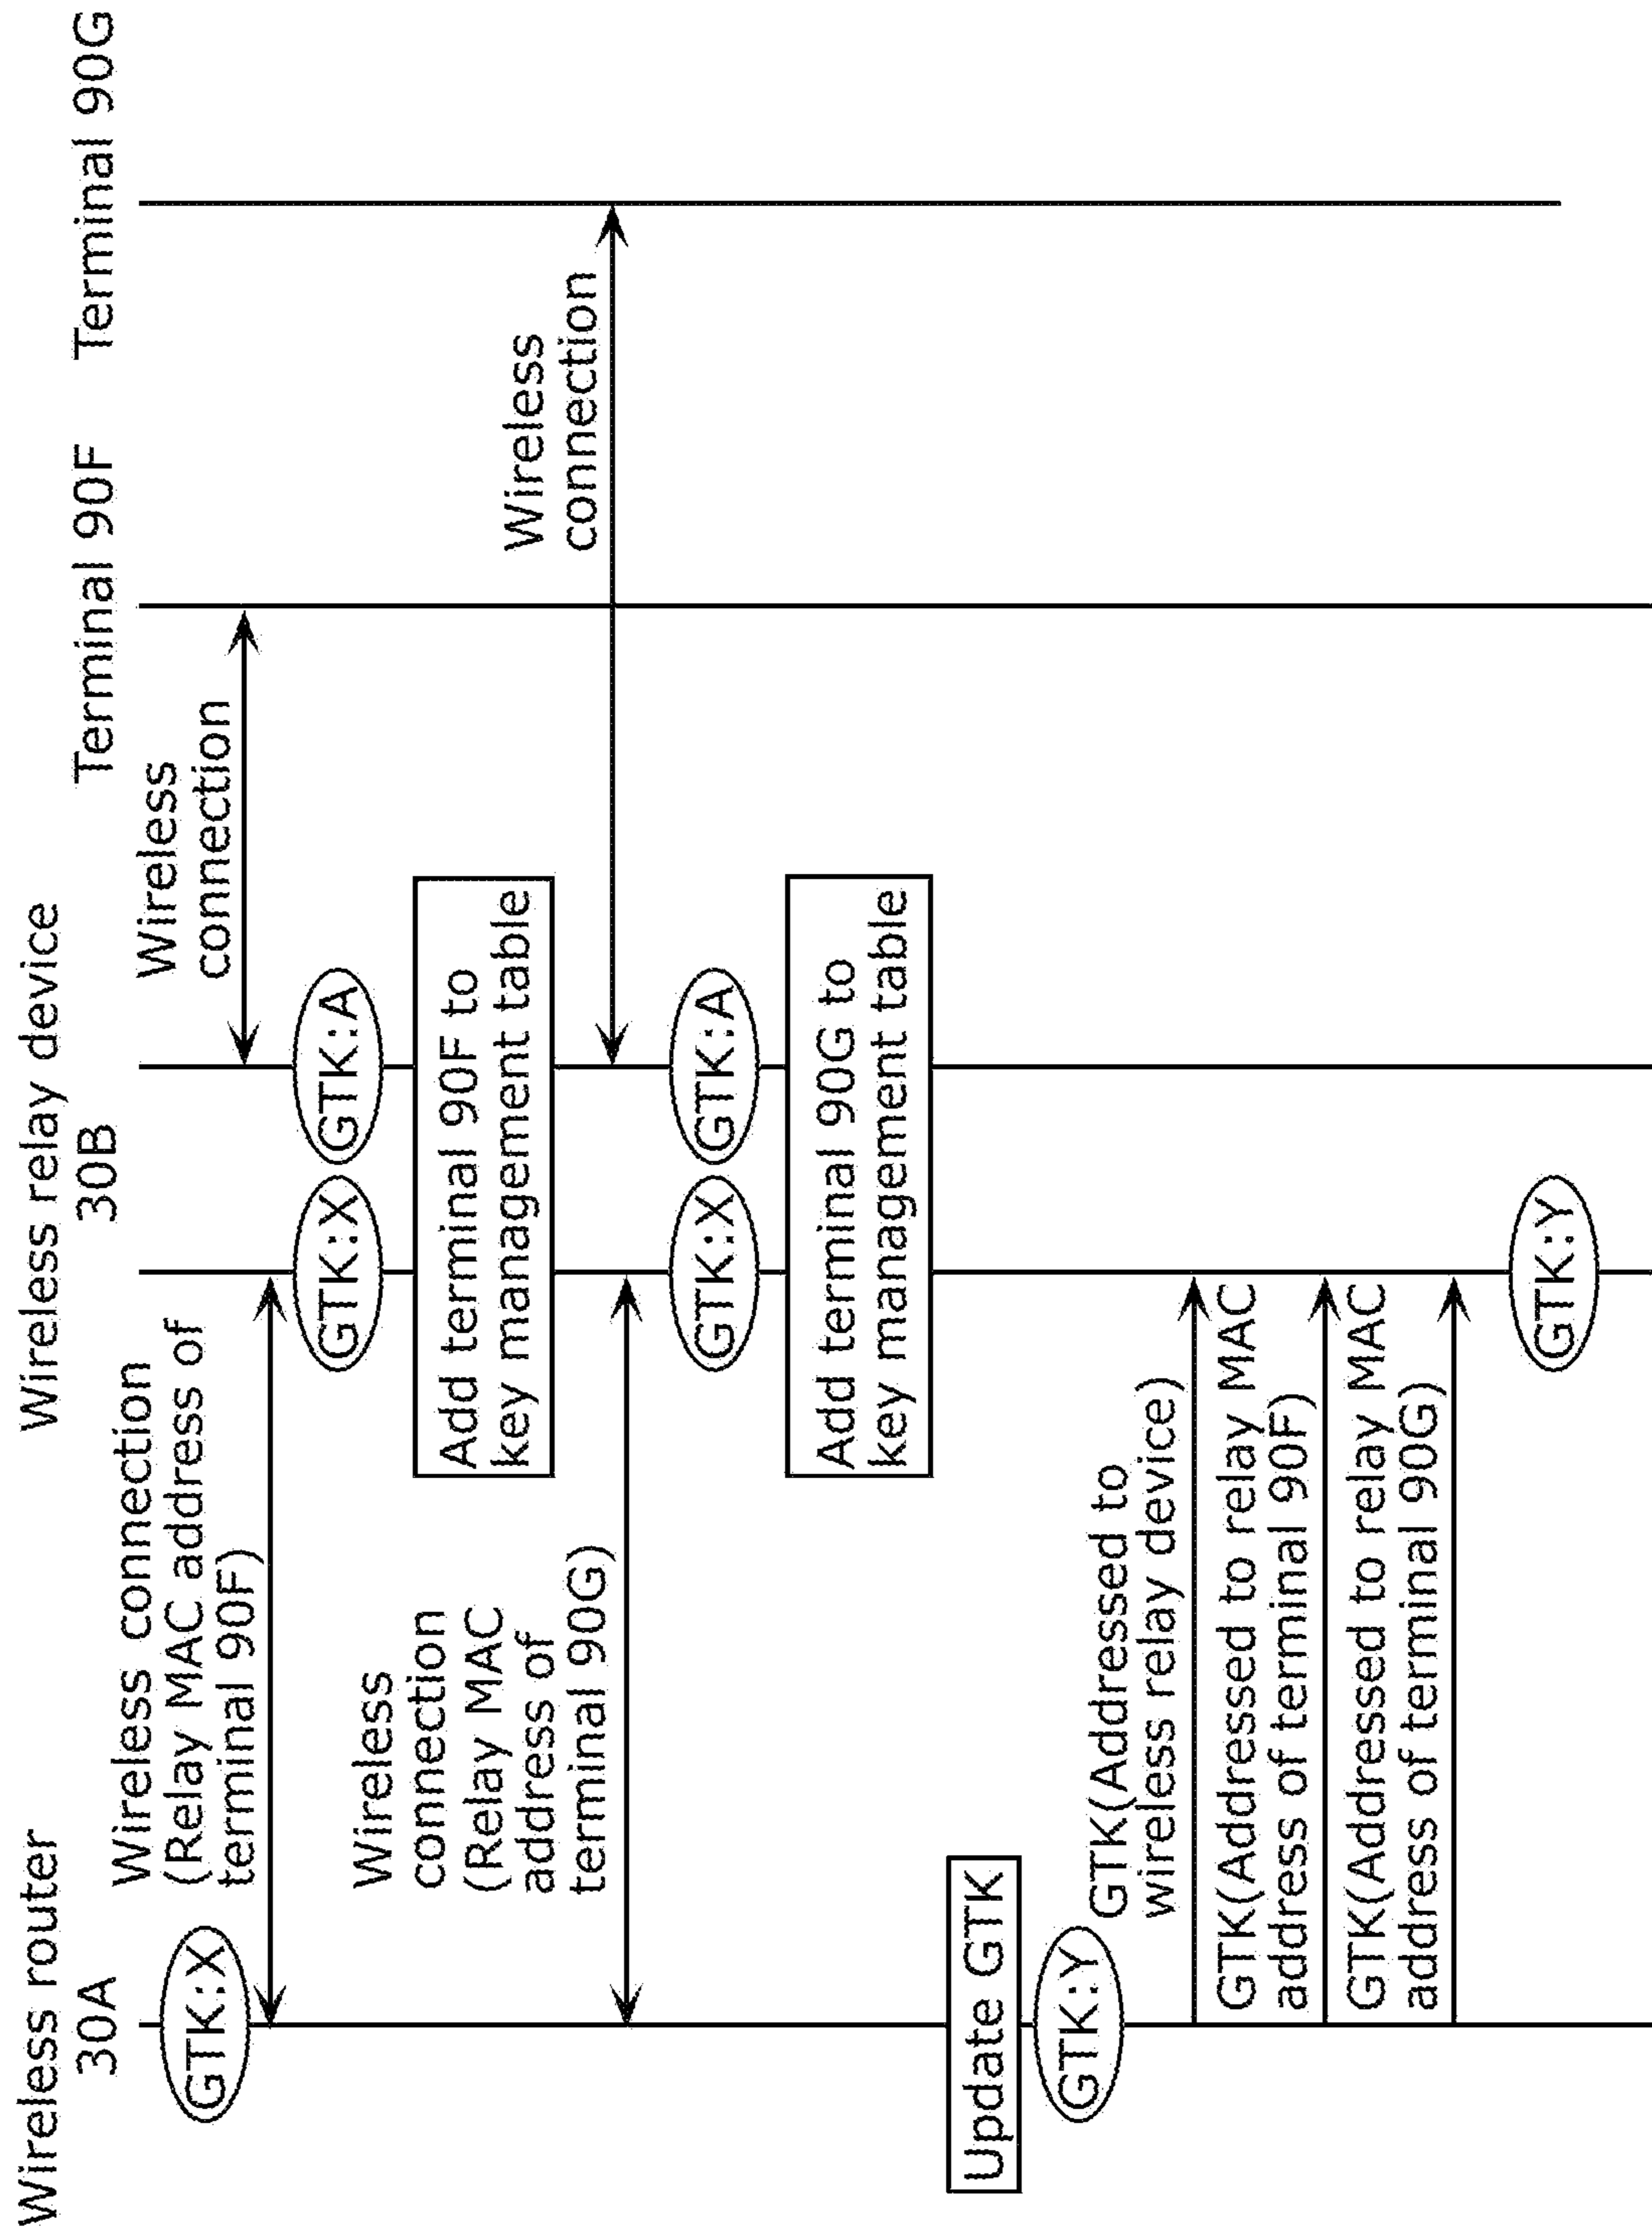 Wireless router
30A
Wireless relay device
30B
Terminal 90F
Terminal 90G
GTK:X
Wireless connection
(Relay MAC address of
terminal 90F)
Wireless
connection
GTK:X
GTK:A
Add terminal 90F to
key management table
Wireless
connection
(Relay MAC
address of
terminal 90G)
Wireless
connection
GTK:X
GTK:A
Add terminal 90G to
key management table
Update GTK
GTK:Y
GTK(Addressed to
wireless relay device)
GTK(Addressed to relay MAC
address of terminal 90F)
GTK(Addressed to relay MAC
address of terminal 90G)
GTK:Y